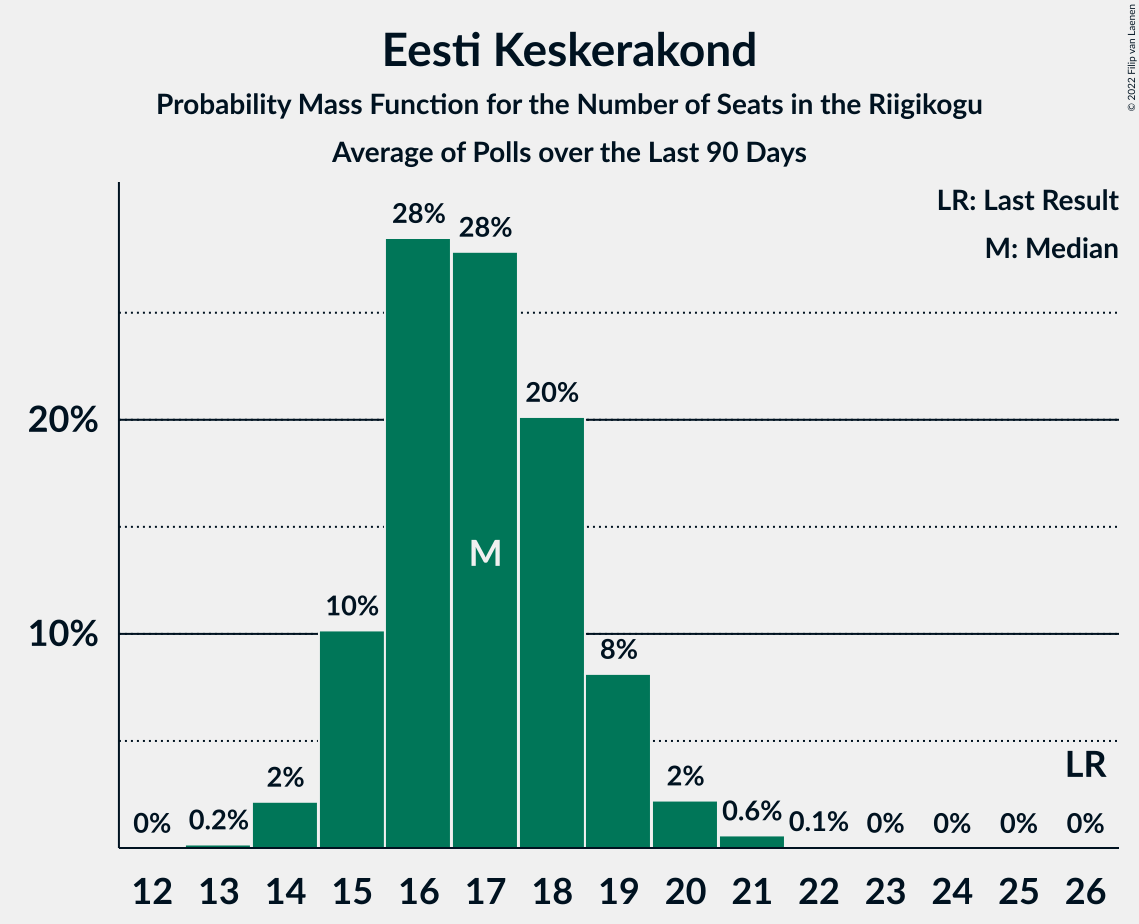 Eesti Keskerakond
Probability Mass Function for the Number of Seats in the Riigikogu
Average of Polls over the Last 90 Days
© 2022 Filip van Laenen
LR: Last Result
M: Median
28%
28%
20%
20%
M
10%
10%
8%
LR
2%
2%
0%
0.2%
0.6%
0.1%
0%
0%
0%
0%
12 13 14 15 16 17 18 19 20 21 22 23 24 25 26